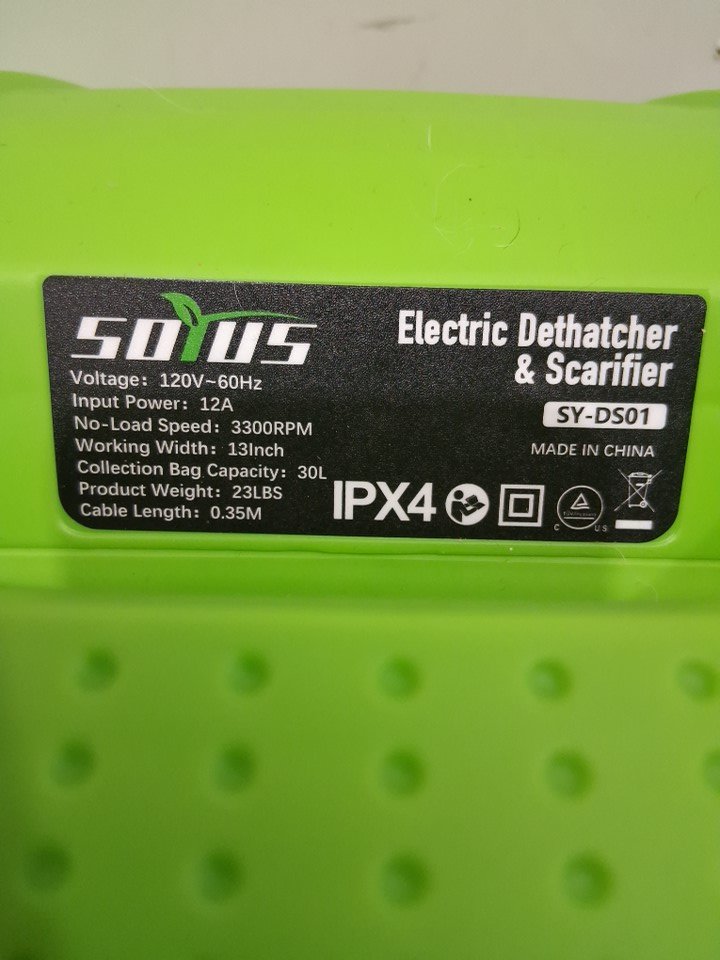 SOYUS
Electric Dethatcher
& Scarifier
SY-DS01
MADE IN CHINA
Voltage: 120V~60Hz
Input Power: 12A
No-Load Speed: 3300RPM
Working Width: 13Inch
Collection Bag Capacity: 30L
Product Weight: 23LBS
Cable Length: 0.35M
IPX4
C US